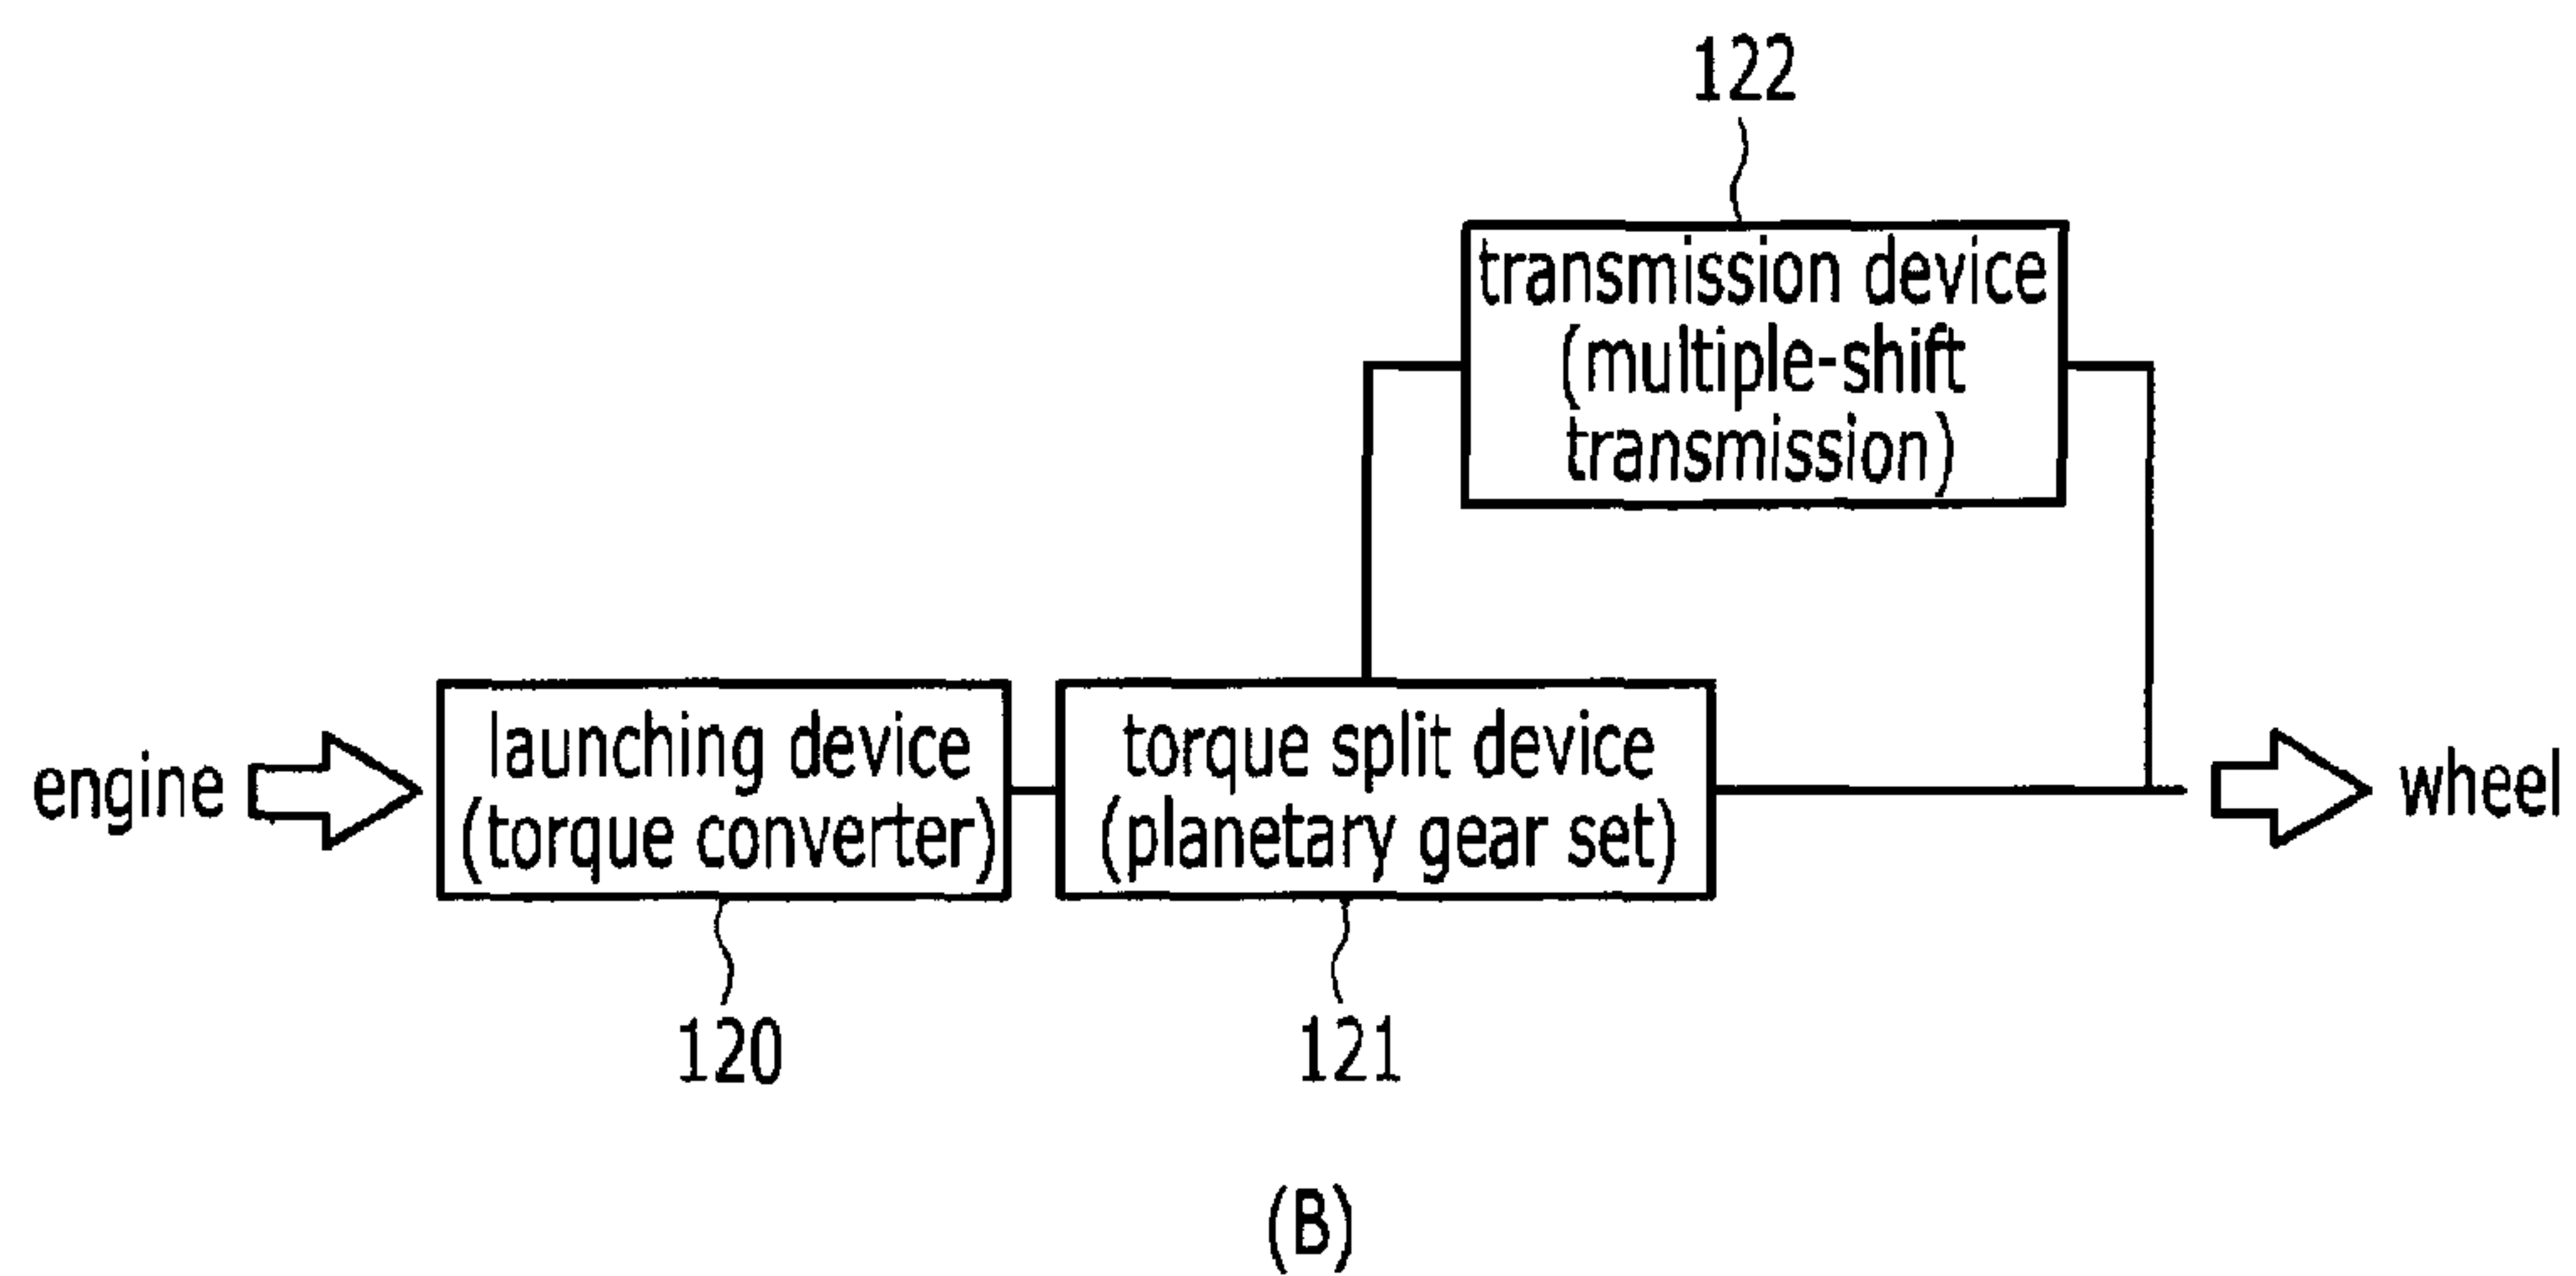 122
transmission device
(multiple-shift
transmission)
engine
launching device
(torque converter)
torque split device
(planetary gear set)
wheel
120
121
(B)